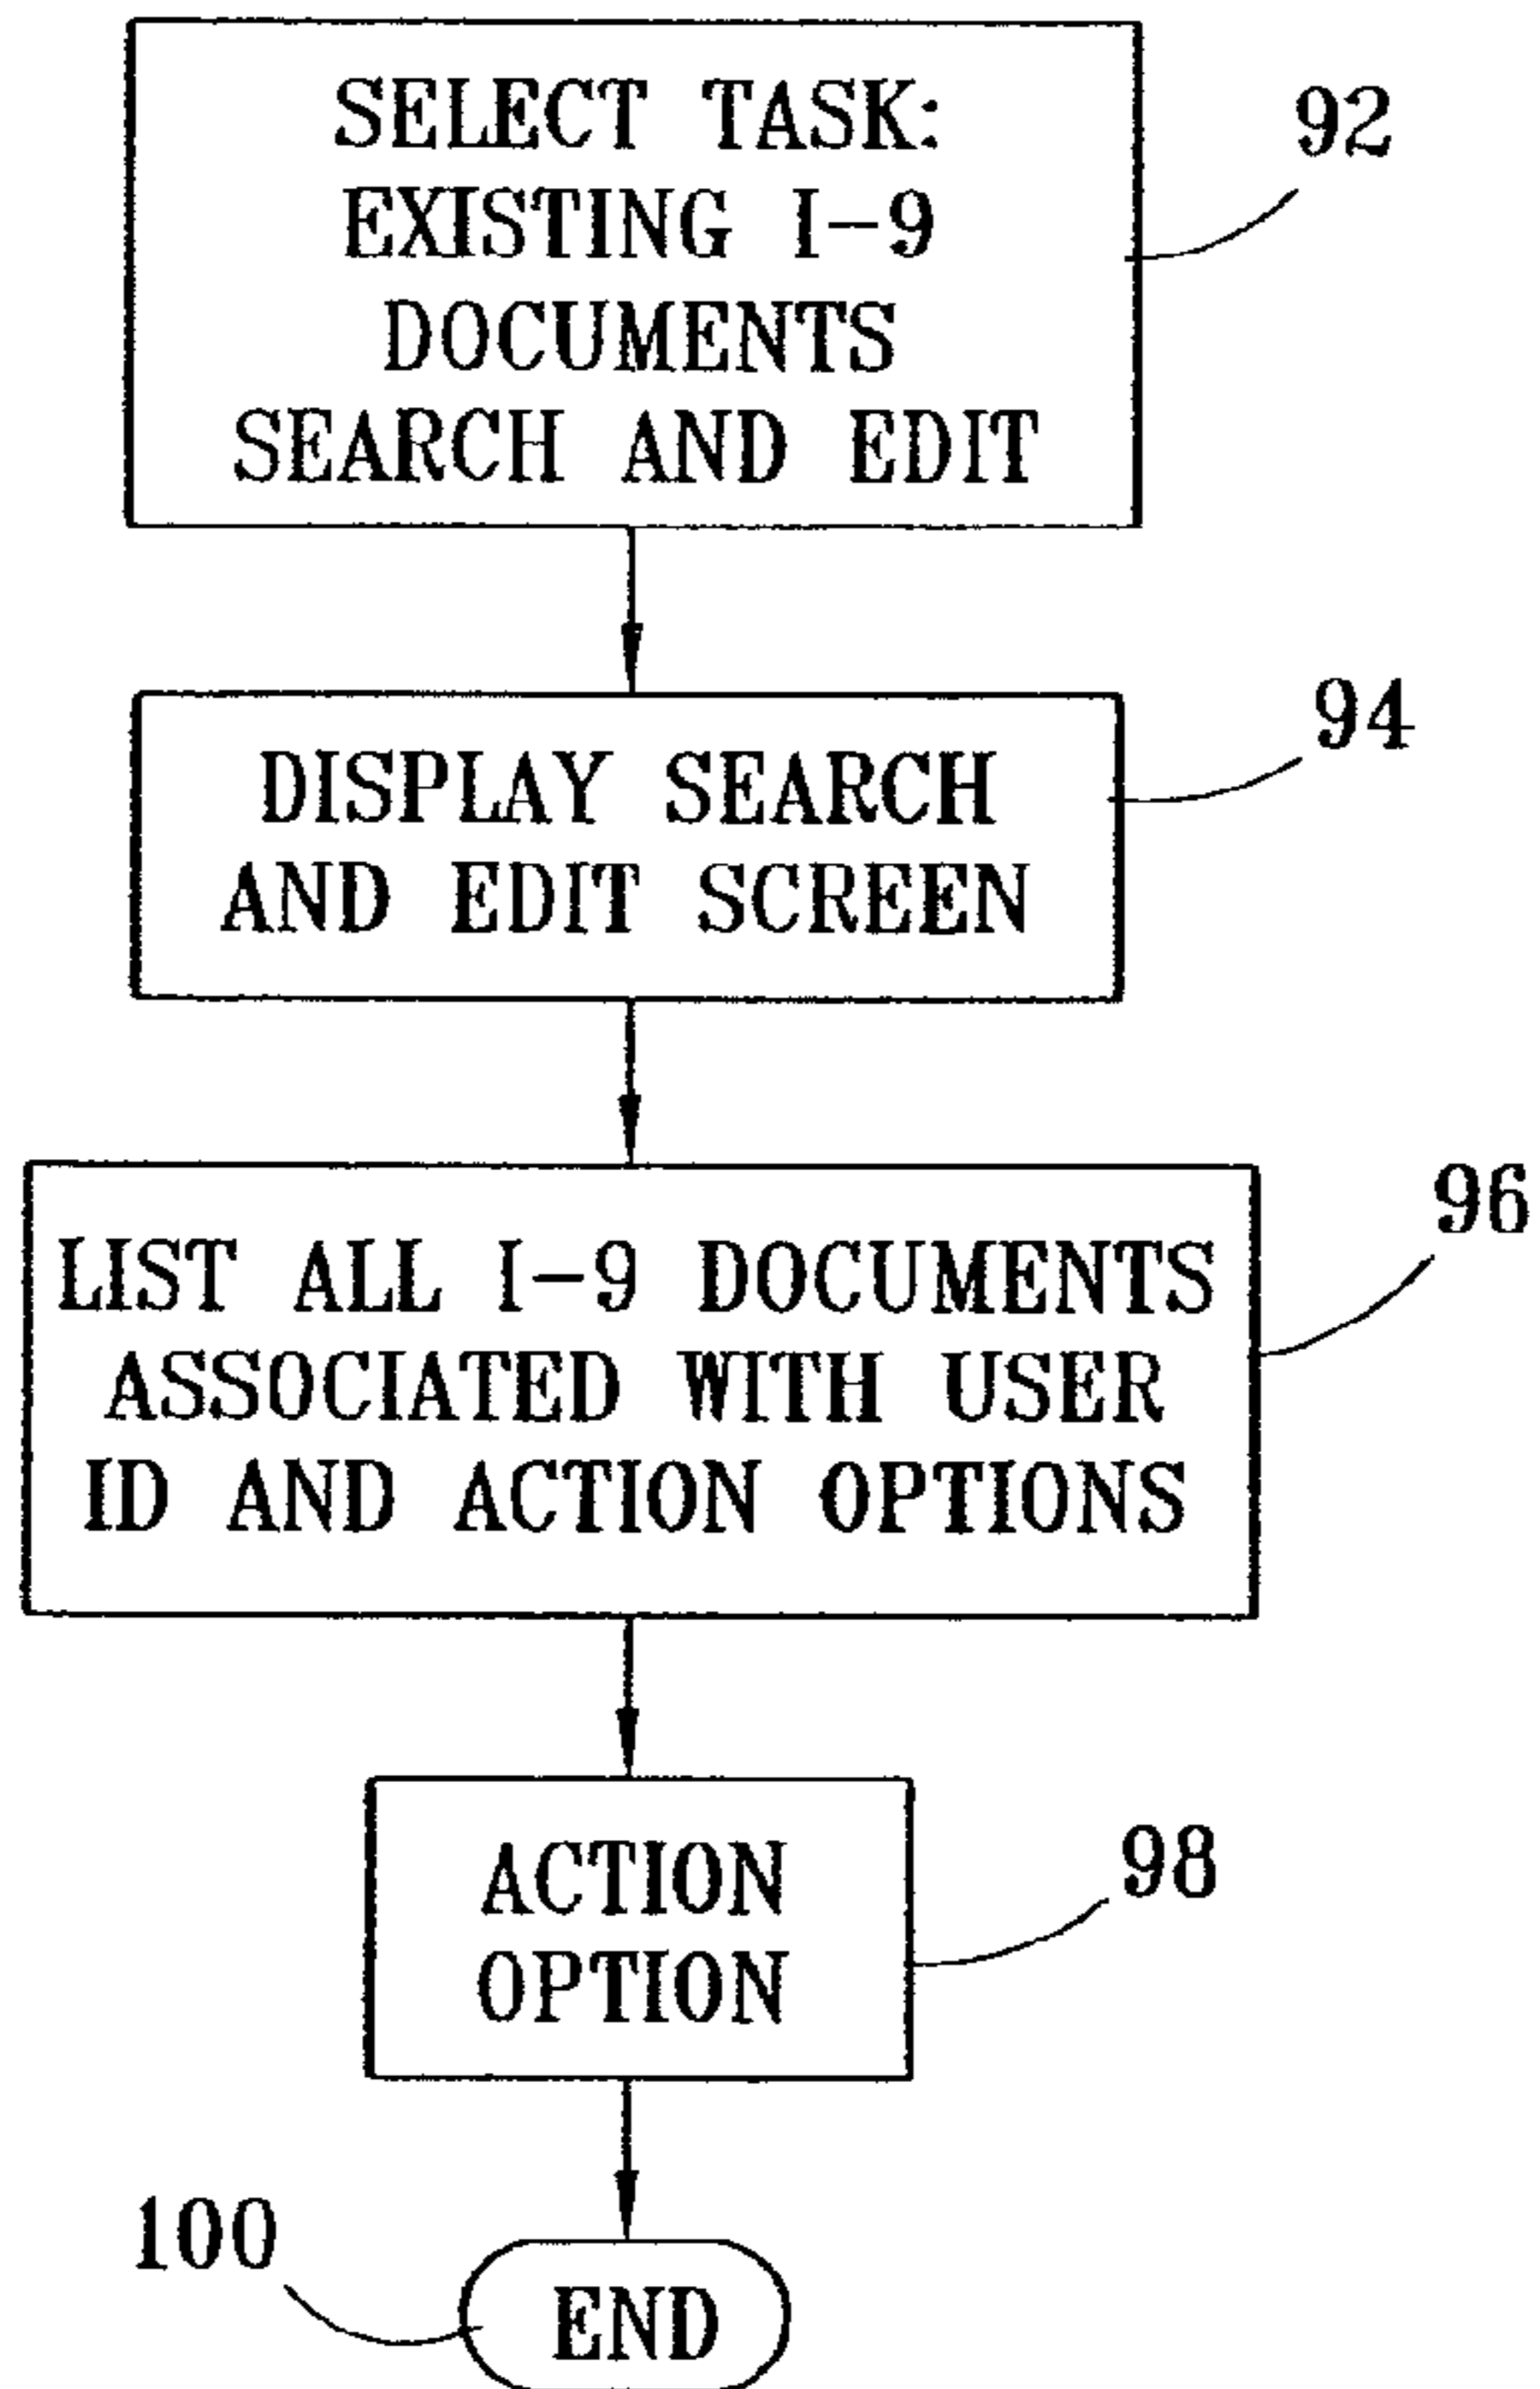 SELECT TASK:
EXISTING I-9
DOCUMENTS
SEARCH AND EDIT
92
DISPLAY SEARCH
AND EDIT SCREEN
94
LIST ALL I-9 DOCUMENTS
ASSOCIATED WITH USER
ID AND ACTION OPTIONS
96
ACTION
OPTION
98
END
100